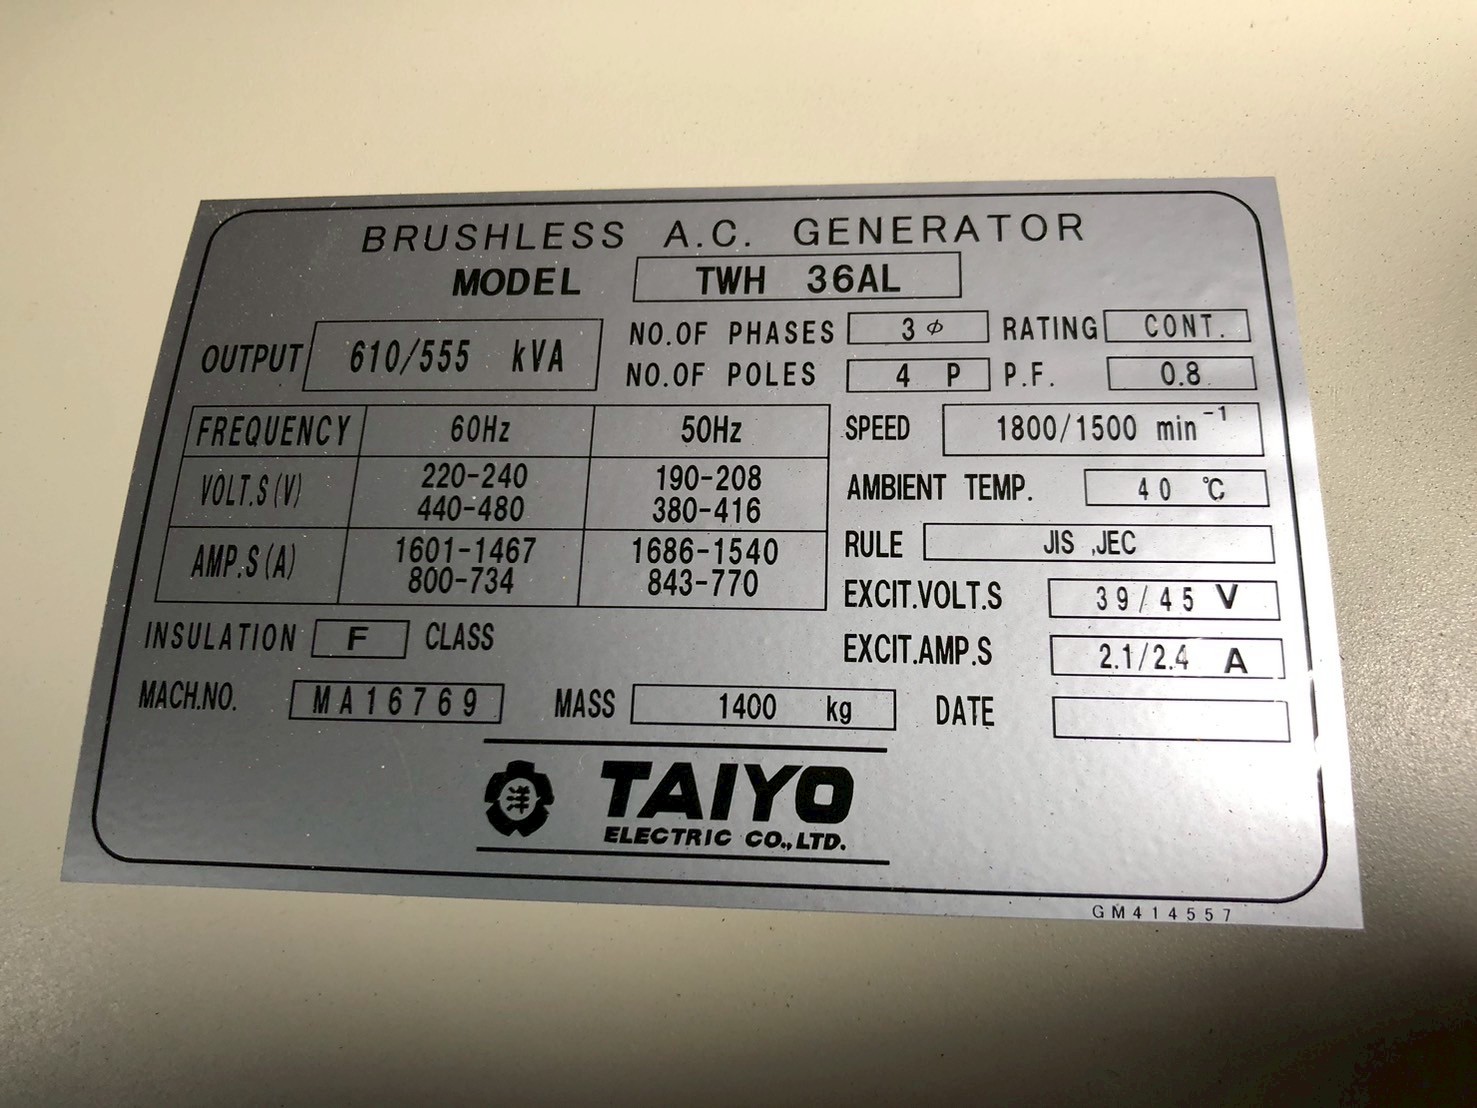 BRUSHLESS A.C. GENERATOR
MODEL TWH 36AL
OUTPUT 610/555 kVA
NO.OF PHASES 3φ RATING CONT.
NO.OF POLES 4 P P.F. 0.8
FREQUENCY 60Hz 50Hz
VOLT.S(V) 220-240 190-208
440-480 380-416
AMP.S(A) 1601-1467 1686-1540
800-734 843-770
SPEED 1800/1500 min⁻¹
AMBIENT TEMP. 40 ℃
RULE JIS ,JEC
EXCIT.VOLT.S 39/45 V
EXCIT.AMP.S 2.1/2.4 A
INSULATION F CLASS
MACH.NO. MA16769 MASS 1400 kg DATE
洋 TAIYO
ELECTRIC CO.,LTD.
GM414557